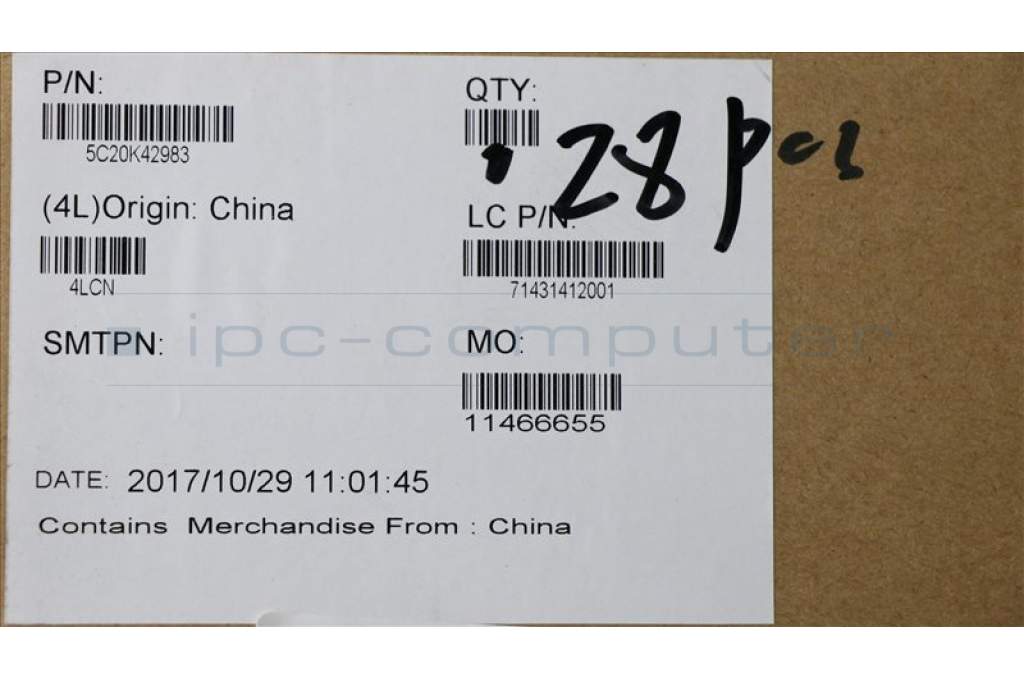 P/N:
5C20K42983
QTY:
28 pcs
(4L)Origin: China
4LCN
LC P/N:
71431412001
SMTPN:
MO:
11466655
ipc-computer
DATE: 2017/10/29 11:01:45
Contains Merchandise From : China